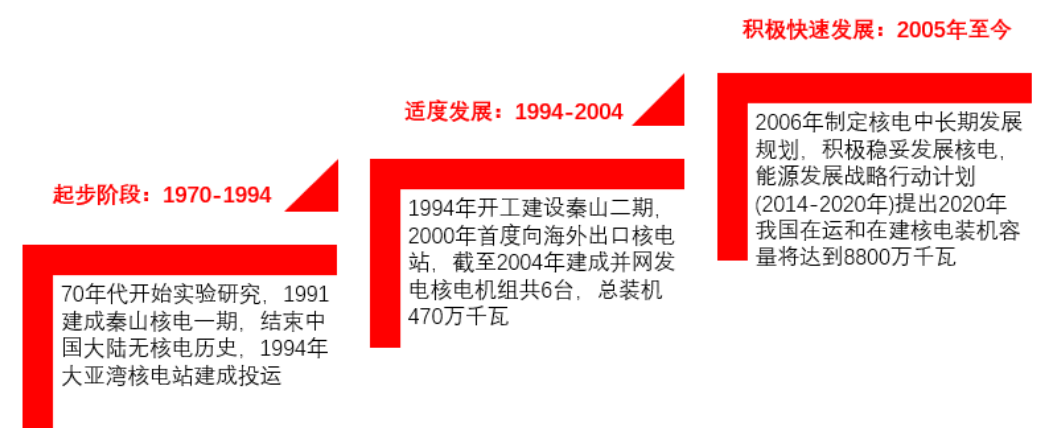 起步阶段：1970-1994
70年代开始实验研究，1991
建成秦山核电一期，结束中
国大陆无核电历史，1994年
大亚湾核电站建成投运
适度发展：1994-2004
1994年开工建设秦山二期，
2000年首度向海外出口核电
站，截至2004年建成并网发
电核电机组共6台，总装机
470万千瓦
积极快速发展：2005年至今
2006年制定核电中长期发展
规划，积极稳妥发展核电，
能源发展战略行动计划
(2014-2020年)提出2020年
我国在运和在建核电装机容
量将达到8800万千瓦